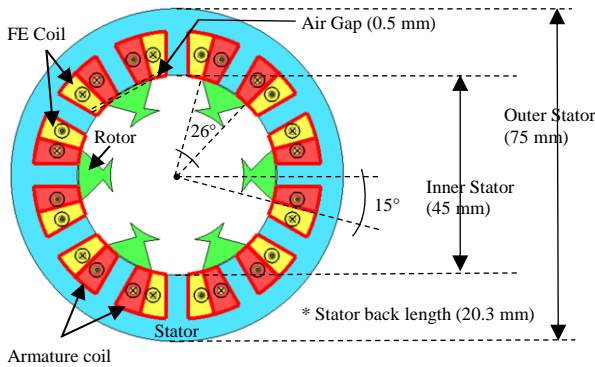 FE Coil
Air Gap (0.5 mm)
Rotor
26°
Outer Stator
(75 mm)
Inner Stator
(45 mm)
15°
* Stator back length (20.3 mm)
Stator
Armature coil